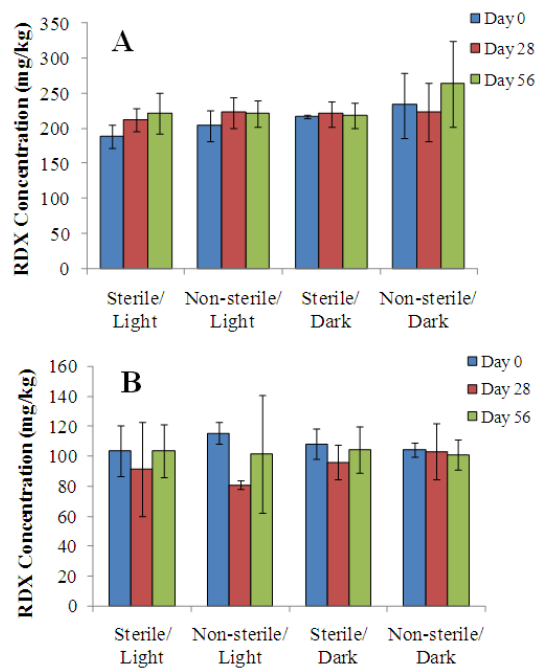 A
Day 0
Day 28
Day 56
RDX Concentration (mg/kg)
350
300
250
200
150
100
50
0
Sterile/ Non-sterile/ Sterile/ Non-sterile/
Light Light Dark Dark
B
Day 0
Day 28
Day 56
RDX Concentration (mg/kg)
160
140
120
100
80
60
40
20
0
Sterile/ Non-sterile/ Sterile/ Non-sterile/
Light Light Dark Dark